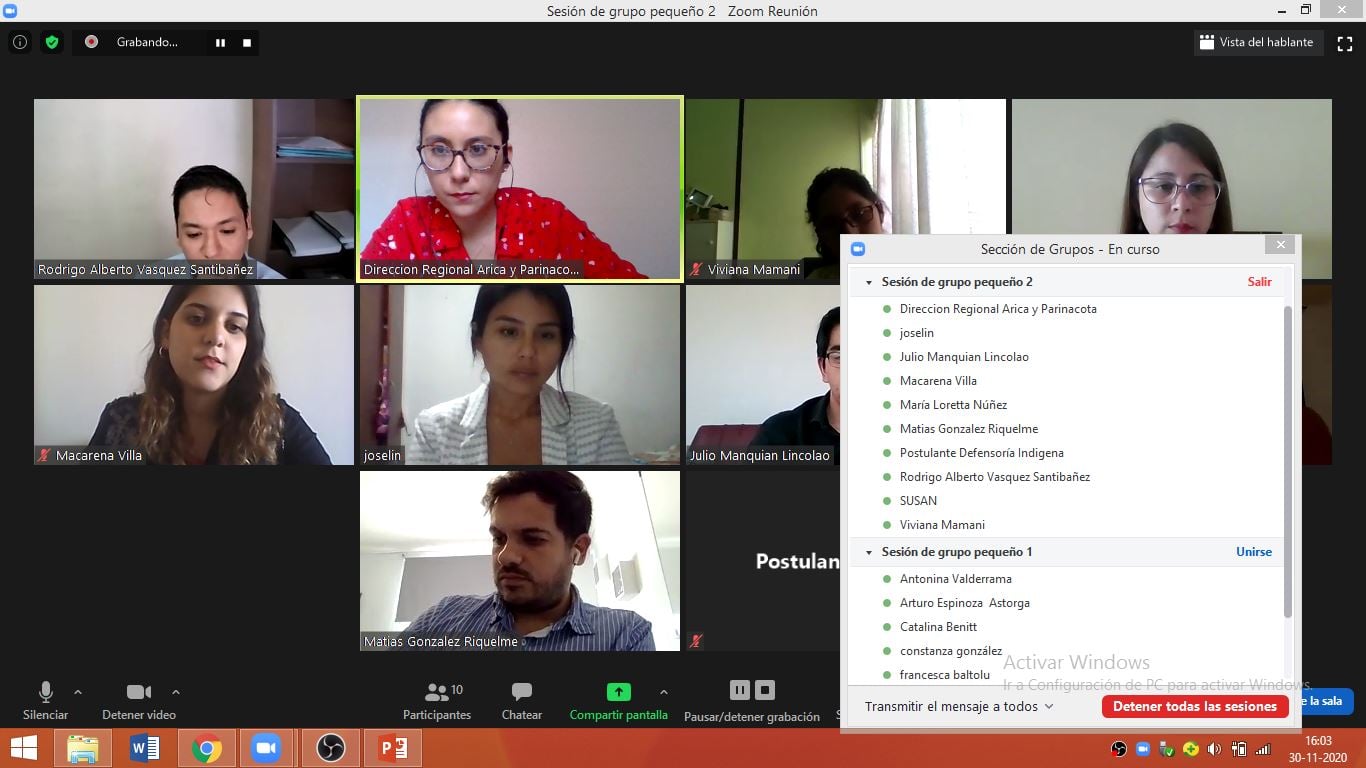 Sesión de grupo pequeño 2 Zoom Reunión
Grabando...
Vista del hablante
Rodrigo Alberto Vasquez Santibañez
Direccion Regional Arica y Parinaco...
Viviana Mamani
Macarena Villa
joselin
Julio Manquian Lincolao
Matias Gonzalez Riquelme
Postulan
Sección de Grupos - En curso
Sesión de grupo pequeño 2 Salir
Direccion Regional Arica y Parinacota
joselin
Julio Manquian Lincolao
Macarena Villa
María Loretta Núñez
Matias Gonzalez Riquelme
Postulante Defensoría Indigena
Rodrigo Alberto Vasquez Santibañez
SUSAN
Viviana Mamani
Sesión de grupo pequeño 1 Unirse
Antonina Valderrama
Arturo Espinoza Astorga
Catalina Benitt
constanza gonzález
francesca baltolu
Transmitir el mensaje a todos
Detener todas las sesiones
Activar Windows
Ir a Configuración de PC para activar Windows.
Silenciar
Detener video
10
Participantes
Chatear
Compartir pantalla
Pausar/detener grabación
e la sala
16:03
30-11-2020